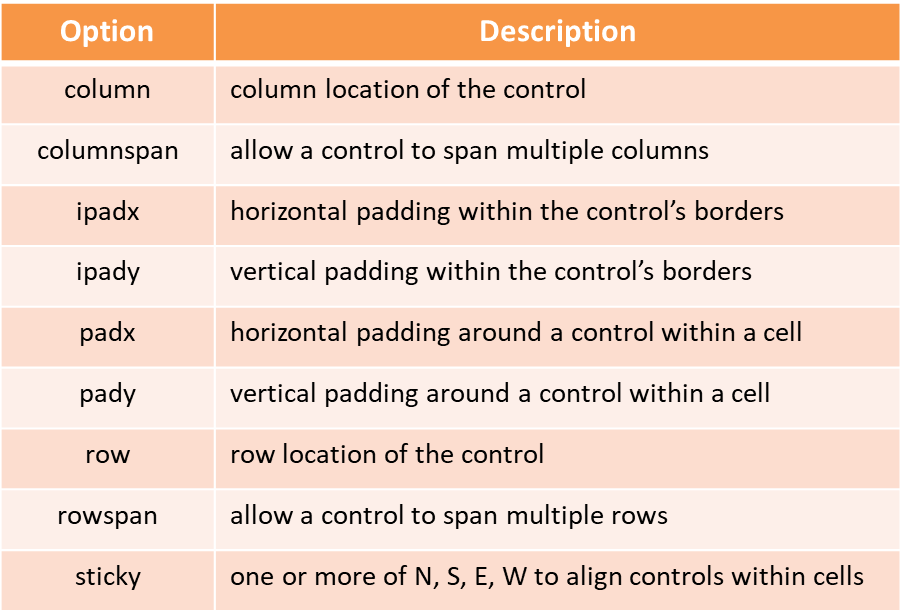 Option Description
column column location of the control
columnspan allow a control to span multiple columns
ipadx horizontal padding within the control’s borders
ipady vertical padding within the control’s borders
padx horizontal padding around a control within a cell
pady vertical padding around a control within a cell
row row location of the control
rowspan allow a control to span multiple rows
sticky one or more of N, S, E, W to align controls within cells